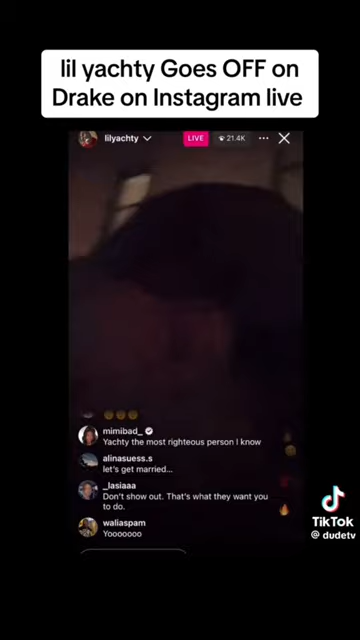 lil yachty Goes OFF on
Drake on Instagram live
lilyachty
LIVE
21.4K
mimibad_
Yachty the most righteous person I know
alinasuess.s
let's get married...
_lasiaaa
Don't show out. That's what they want you
to do.
waliaspam
Yooooooo
TikTok
@ dudetv